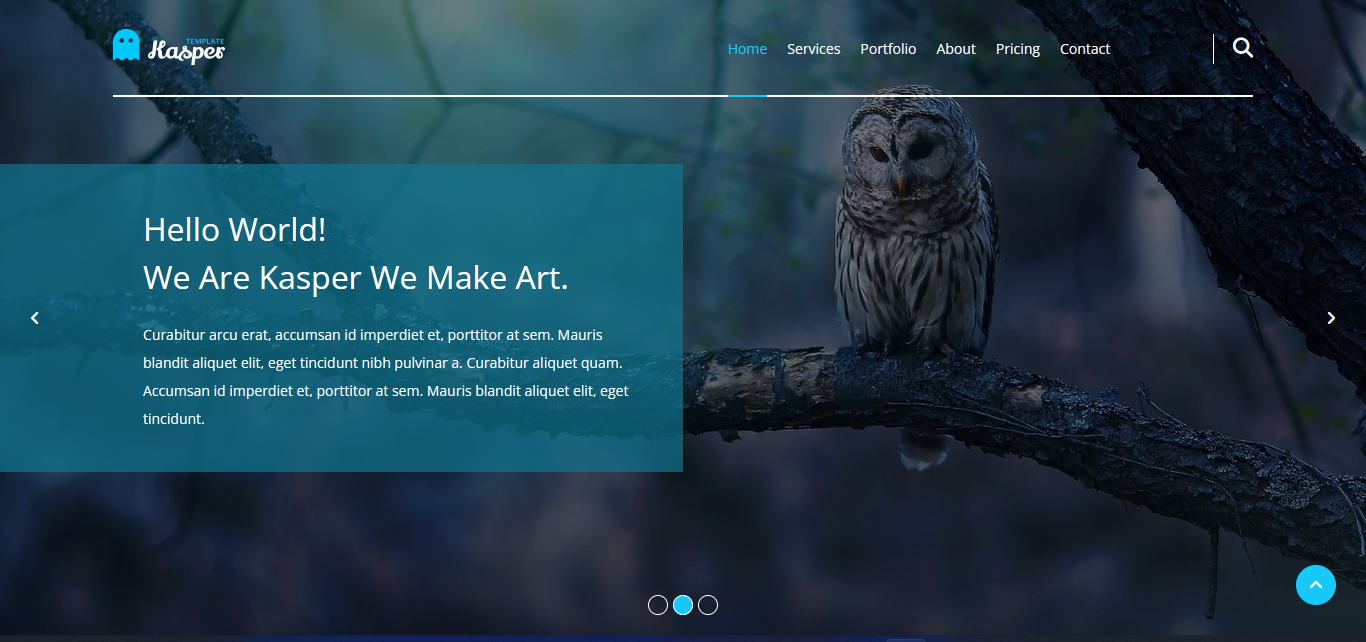 TEMPLATE
Kasper
Home Services Portfolio About Pricing Contact
Hello World!
We Are Kasper We Make Art.
Curabitur arcu erat, accumsan id imperdiet et, porttitor at sem. Mauris
blandit aliquet elit, eget tincidunt nibh pulvinar a. Curabitur aliquet quam.
Accumsan id imperdiet et, porttitor at sem. Mauris blandit aliquet elit, eget
tincidunt.